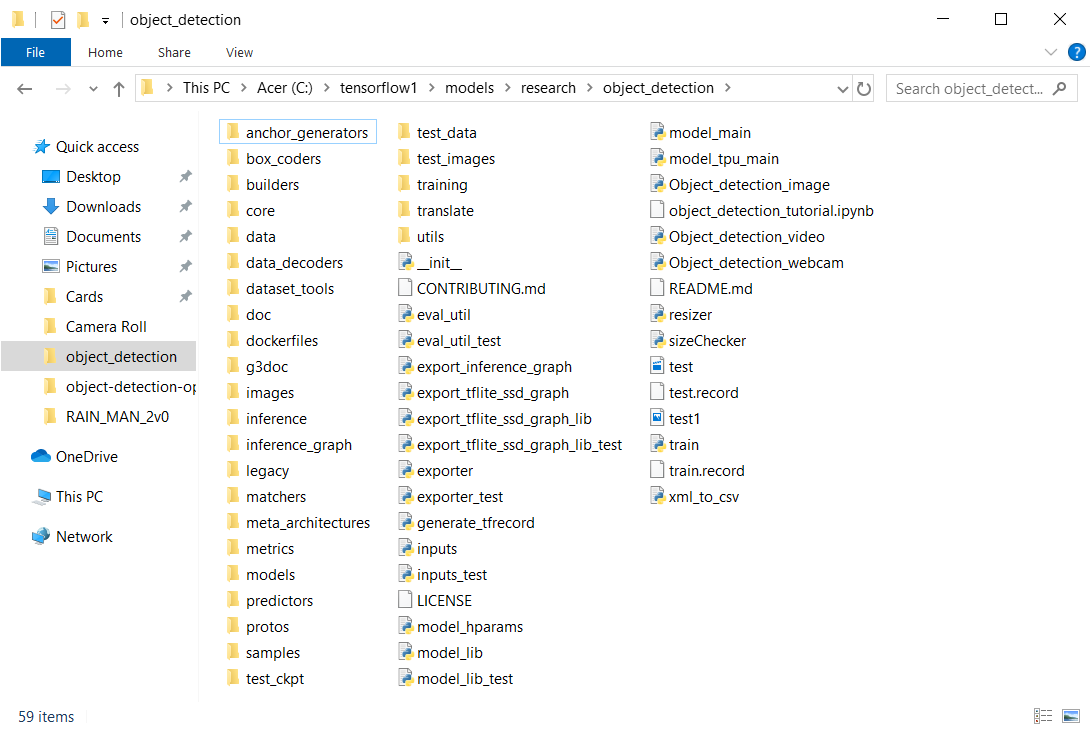 object_detection
File Home Share View
This PC Acer (C:) tensorflow1 models research object_detection
Search object_detect...
Quick access
Desktop
Downloads
Documents
Pictures
Cards
Camera Roll
object_detection
object-detection-op
RAIN_MAN_2v0
OneDrive
This PC
Network
anchor_generators
box_coders
builders
core
data
data_decoders
dataset_tools
doc
dockerfiles
g3doc
images
inference
inference_graph
legacy
matchers
meta_architectures
metrics
models
predictors
protos
samples
test_ckpt
test_data
test_images
training
translate
utils
__init__
CONTRIBUTING.md
eval_util
eval_util_test
export_inference_graph
export_tflite_ssd_graph
export_tflite_ssd_graph_lib
export_tflite_ssd_graph_lib_test
exporter
exporter_test
generate_tfrecord
inputs
inputs_test
LICENSE
model_hparams
model_lib
model_lib_test
model_main
model_tpu_main
Object_detection_image
object_detection_tutorial.ipynb
Object_detection_video
Object_detection_webcam
README.md
resizer
sizeChecker
test
test.record
test1
train
train.record
xml_to_csv
59 items